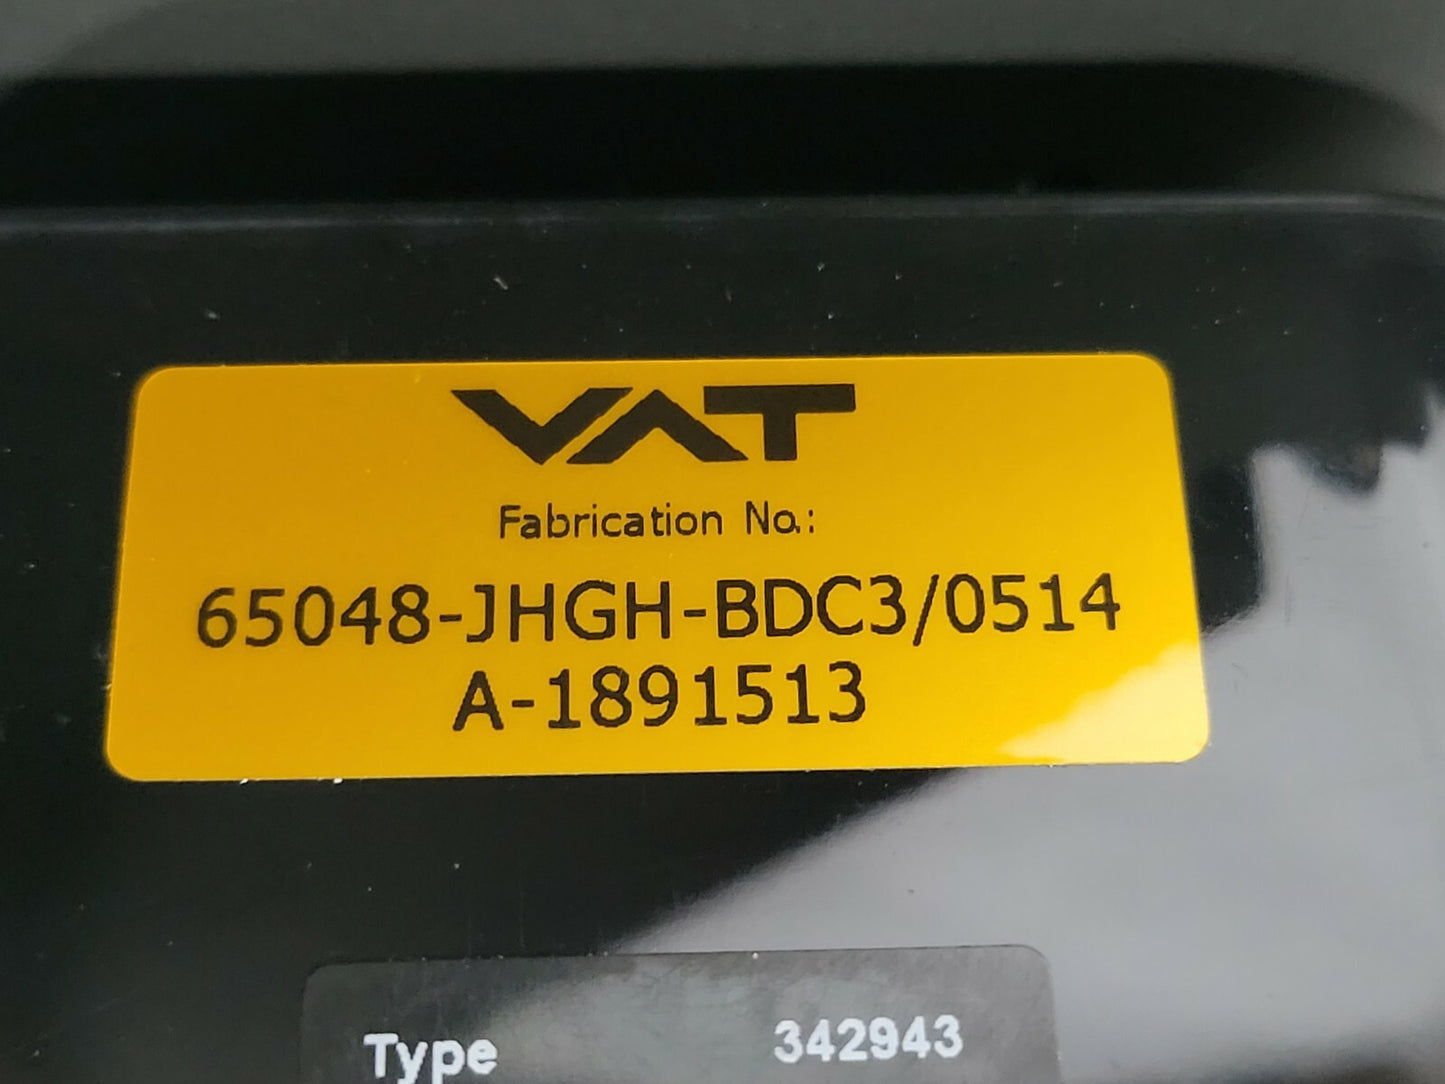 VAT
Fabrication No.:
65048-JHGH-BDC3/0514
A-1891513
Type 342943